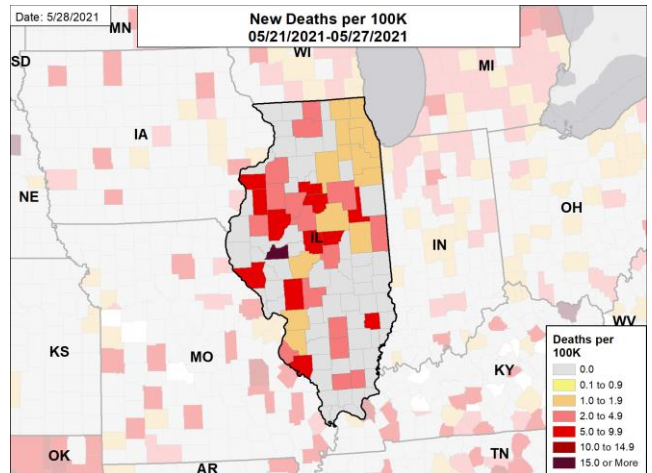 Date: 5/28/2021
New Deaths per 100K
05/21/2021-05/27/2021
MN
SD
WI
MI
IA
NE
IL
IN
OH
WV
KS
MO
KY
OK
AR
TN
Deaths per
100K
0.0
0.1 to 0.9
1.0 to 1.9
2.0 to 4.9
5.0 to 9.9
10.0 to 14.9
15.0 or More